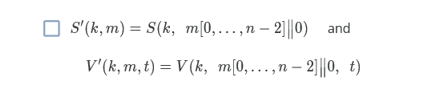 S′(k, m) = S(k, m[0, . . . , n − 2]||0) and
V′(k, m, t) = V(k, m[0, . . . , n − 2]||0, t)